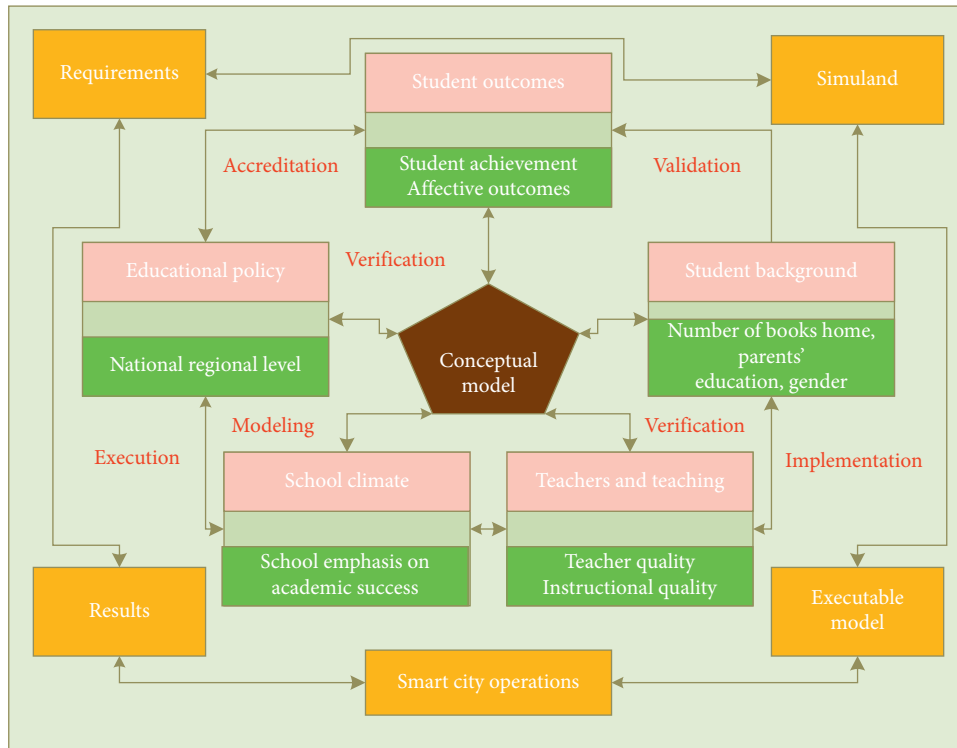 Requirements
Simuland
Student outcomes
Student achievement
Affective outcomes
Accreditation
Validation
Verification
Educational policy
National regional level
Student background
Number of books home,
parents’
education, gender
Conceptual
model
Modeling
Verification
Execution
Implementation
School climate
School emphasis on
academic success
Teachers and teaching
Teacher quality
Instructional quality
Results
Executable
model
Smart city operations